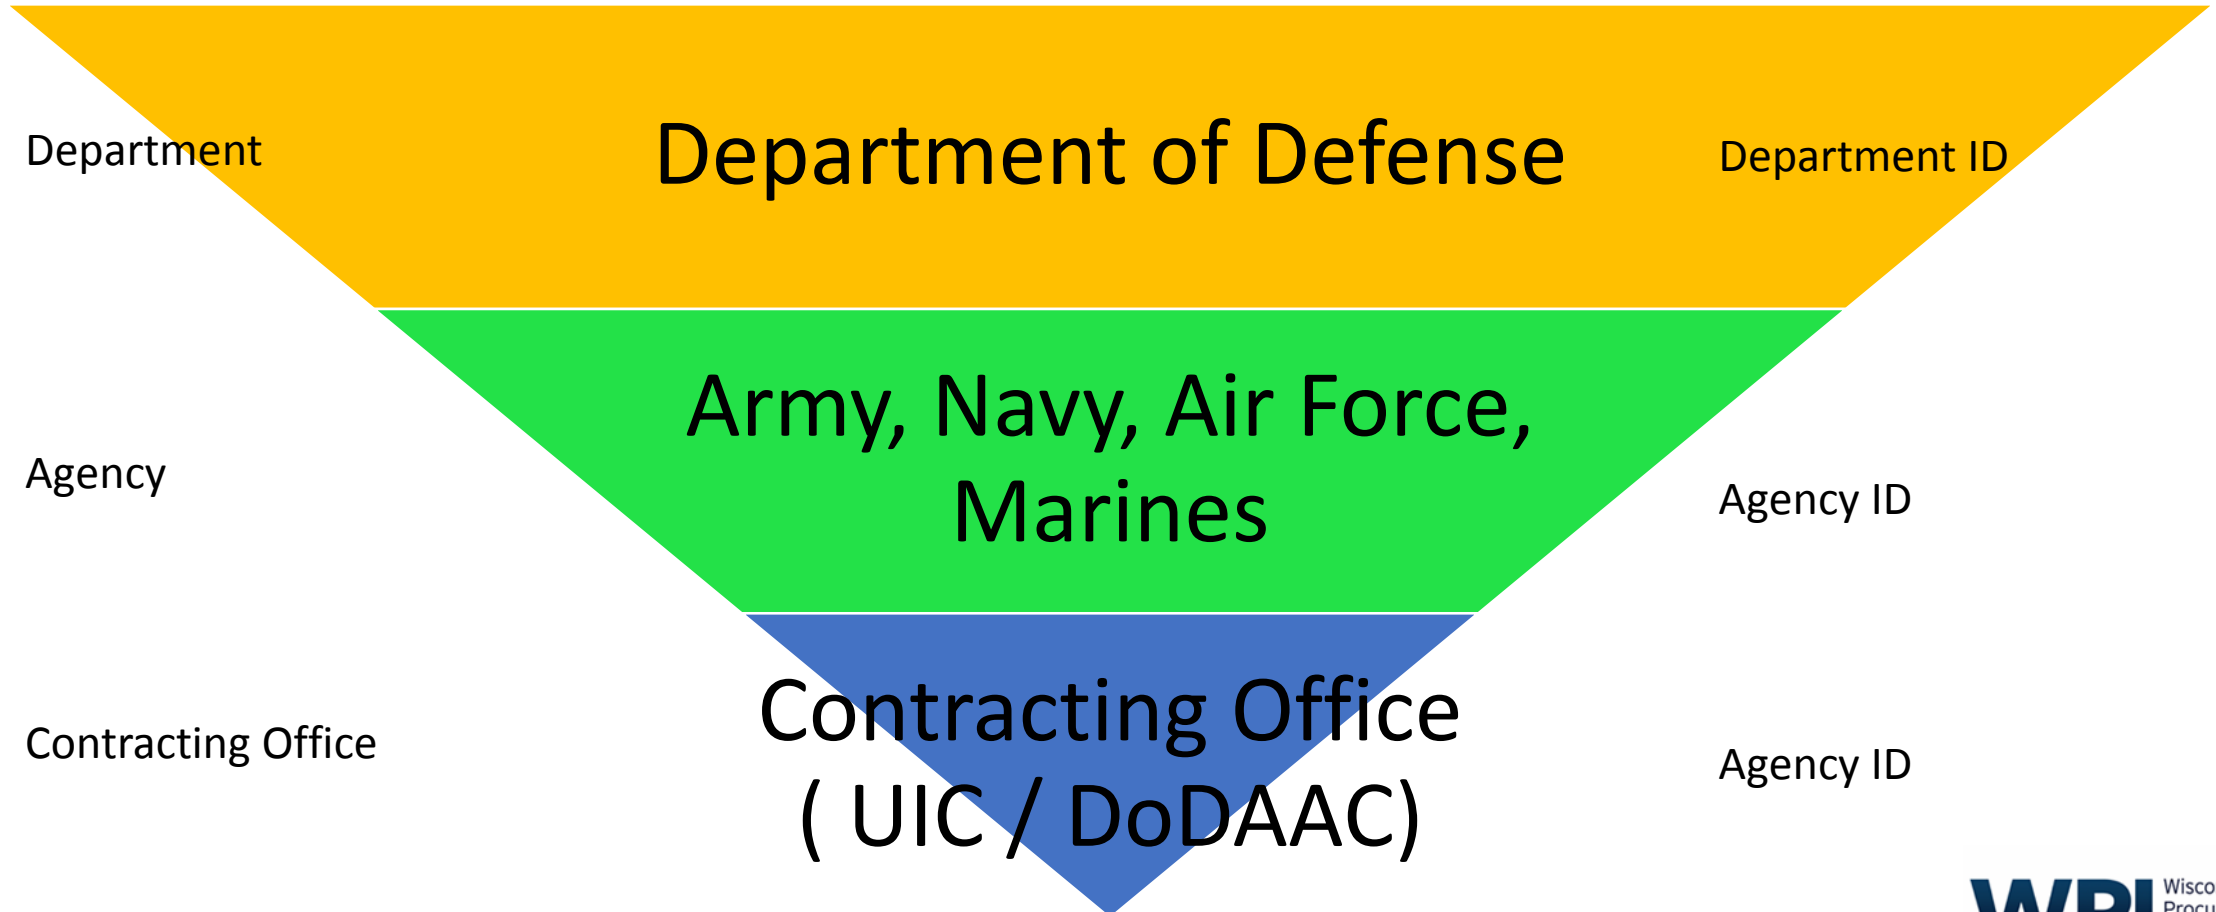 Department
Department of Defense
Department ID
Agency
Army, Navy, Air Force,
Marines
Agency ID
Contracting Office
Contracting Office
( UIC / DoDAAC)
Agency ID